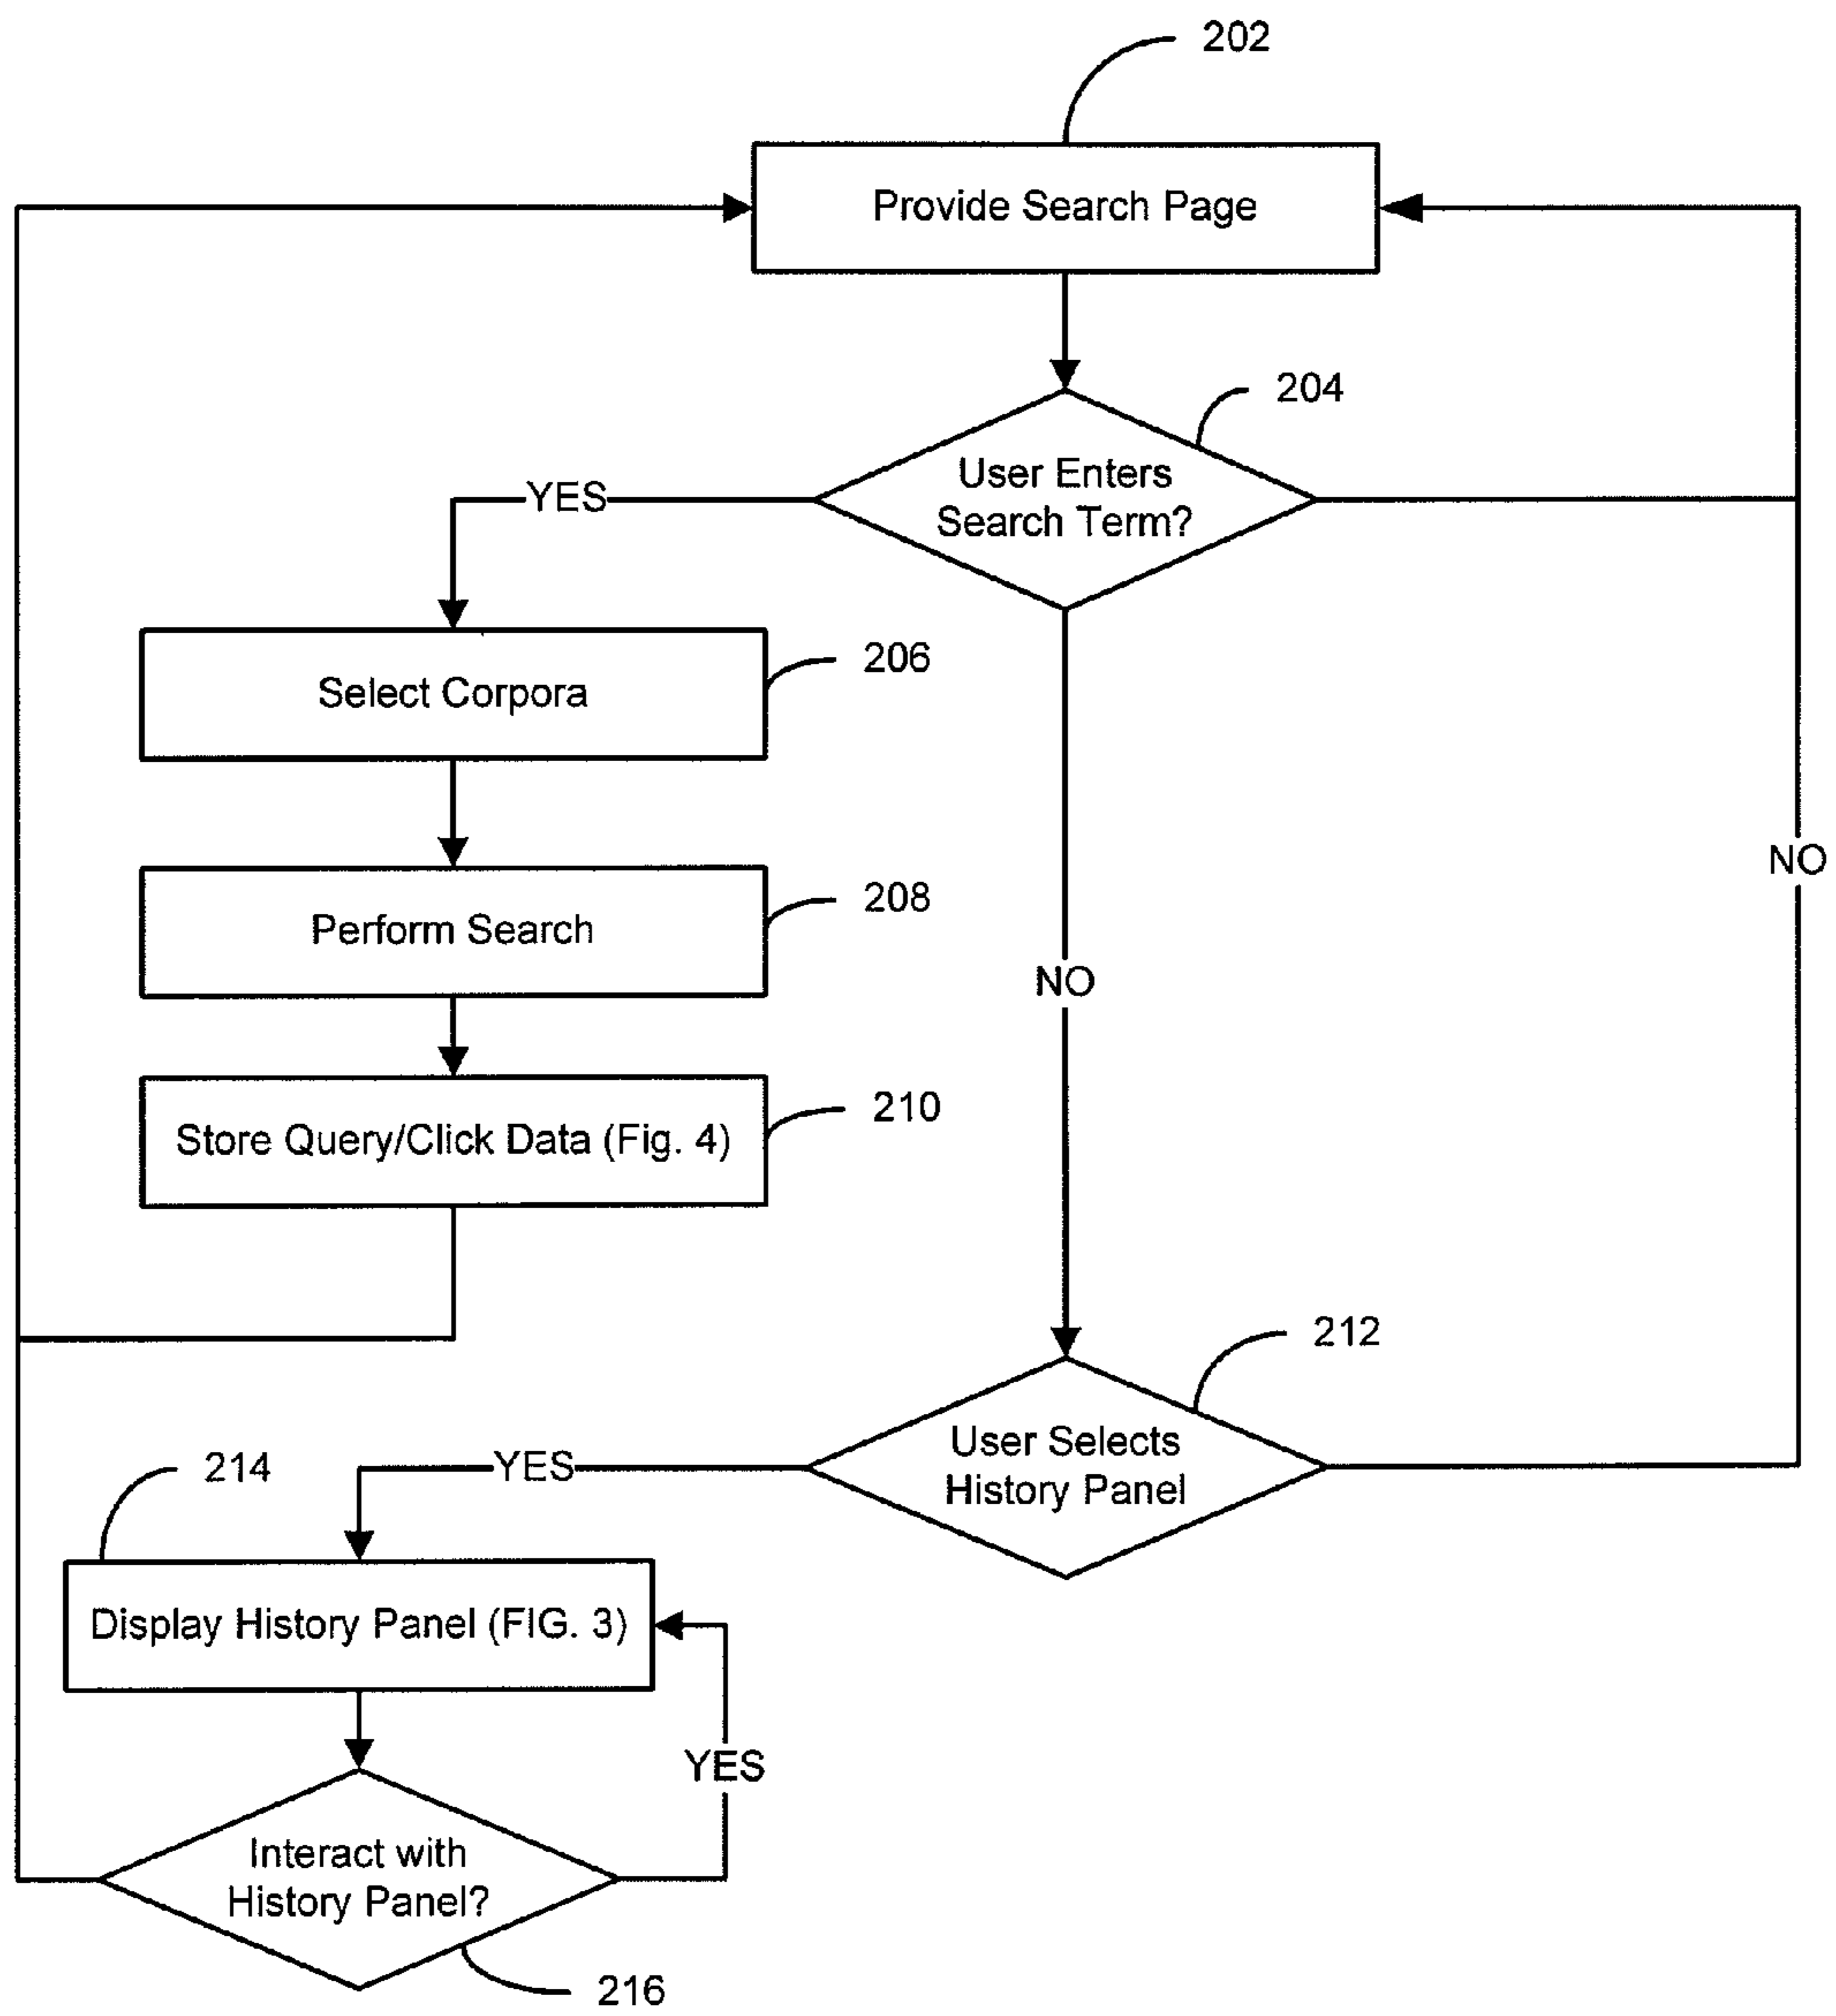 202
Provide Search Page
204
User Enters
Search Term?
YES
206
Select Corpora
208
Perform Search
NO
NO
210
Store Query/Click Data (Fig. 4)
212
User Selects
History Panel
YES
214
Display History Panel (FIG. 3)
YES
Interact with
History Panel?
216